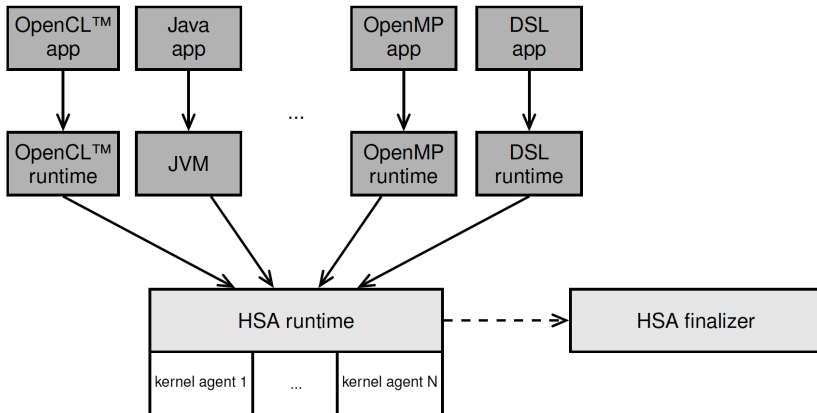 OpenCL™
app
Java
app
OpenMP
app
DSL
app
...
OpenCL™
runtime
JVM
OpenMP
runtime
DSL
runtime
HSA runtime
HSA finalizer
kernel agent 1
...
kernel agent N